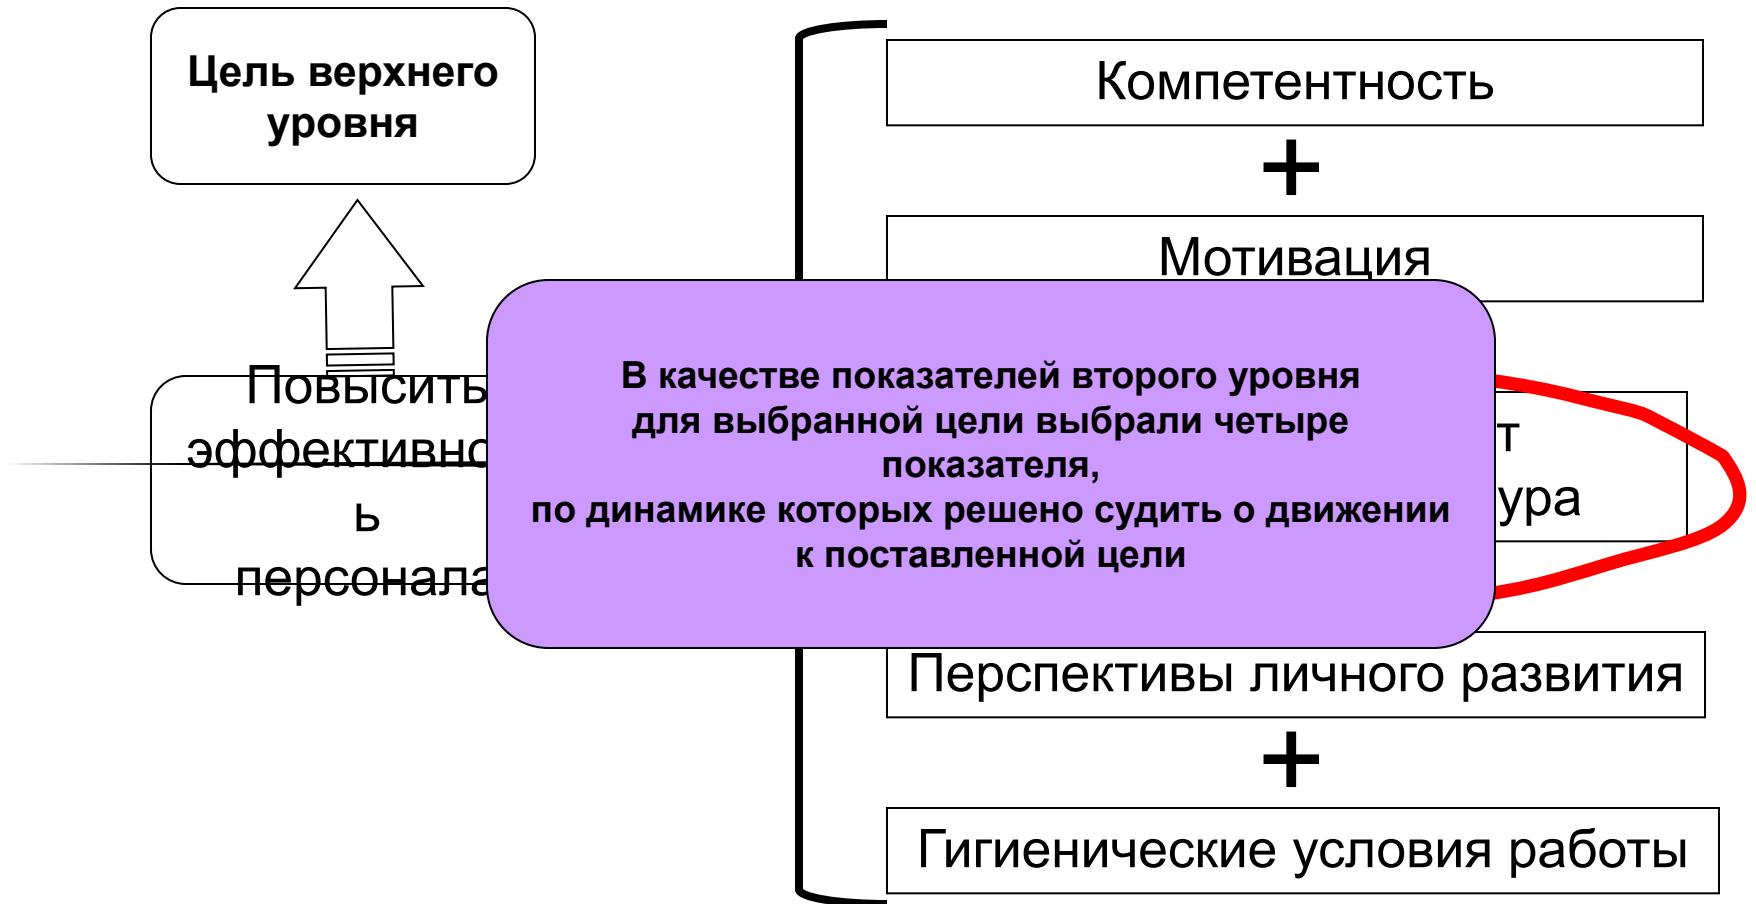 Цель верхнего
уровня
Повысить
эффективно
ь
персонала
Компетентность
+
Мотивация
В качестве показателей второго уровня
для выбранной цели выбрали четыре
показателя,
по динамике которых решено судить о движении
к поставленной цели
т
ура
Перспективы личного развития
+
Гигиенические условия работы